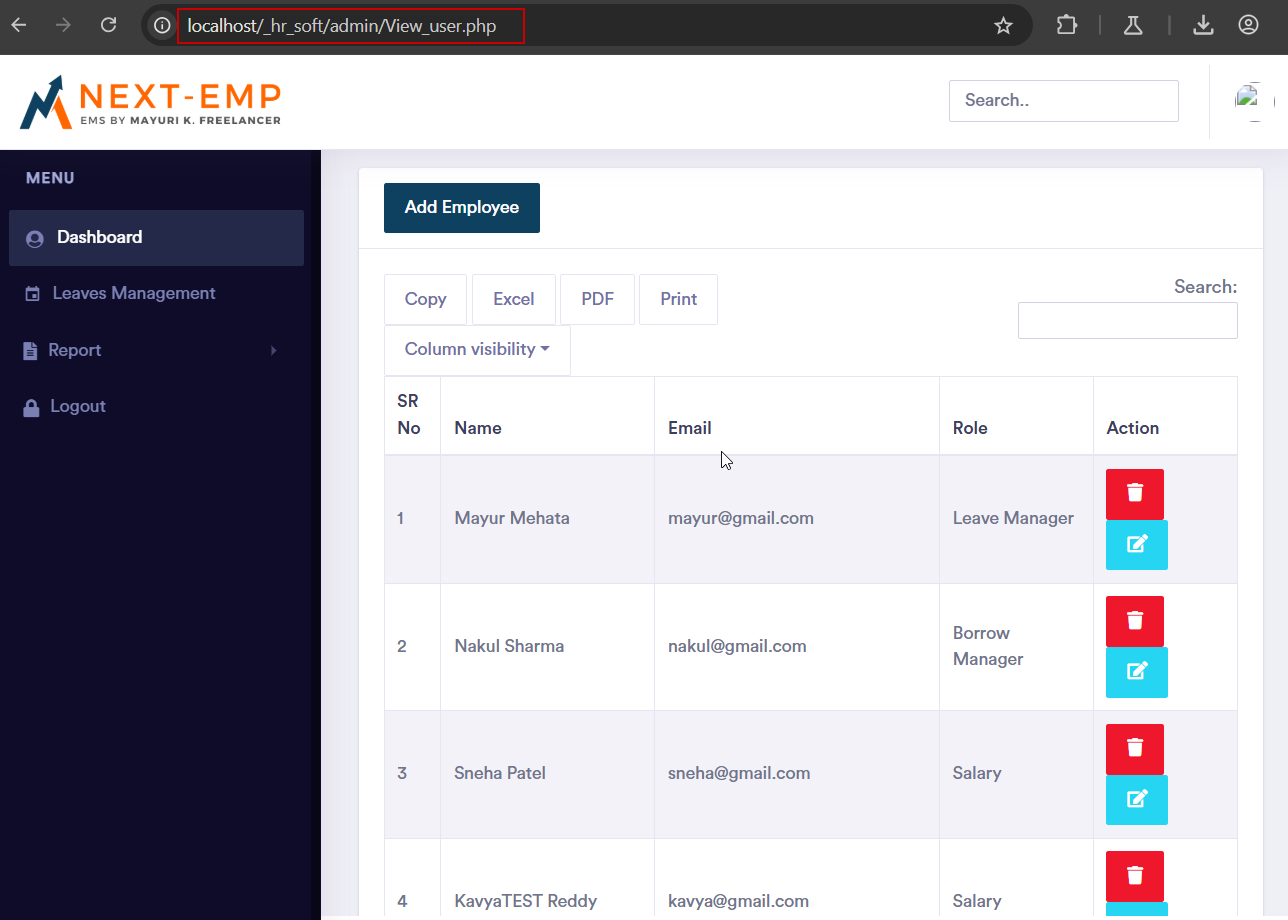 localhost/_hr_soft/admin/View_user.php
NEXT-EMP
EMS BY MAYURI K. FREELANCER
Search..
MENU
Dashboard
Leaves Management
Report
Logout
Add Employee
Copy Excel PDF Print
Column visibility
Search:
SR No Name Email Role Action
1 Mayur Mehata mayur@gmail.com Leave Manager
2 Nakul Sharma nakul@gmail.com Borrow Manager
3 Sneha Patel sneha@gmail.com Salary
4 KavyaTEST Reddy kavya@gmail.com Salary